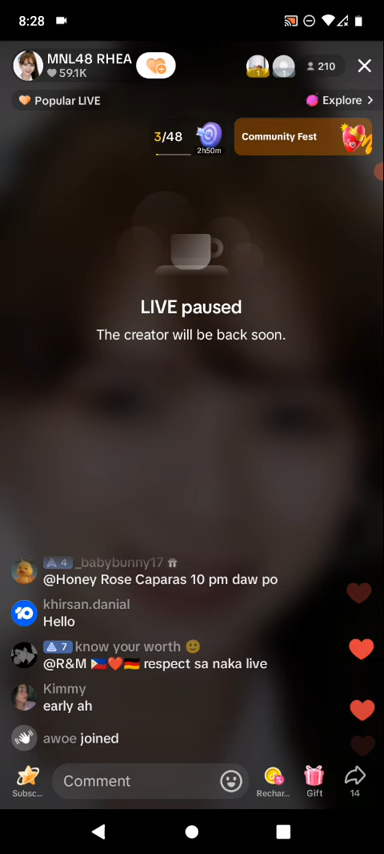 8:28
MNL48 RHEA
59.1K
1
1
210
Popular LIVE
Explore
3/48
2h50m
Community Fest
LIVE paused
The creator will be back soon.
4 _babybunny17
@Honey Rose Caparas 10 pm daw po
khirsan.danial
Hello
7 know your worth 🙂
@R&M 🇵🇭❤️🇩🇪 respect sa naka live
Kimmy
early ah
awoe joined
Subsc...
Comment
Rechar...
Gift
14